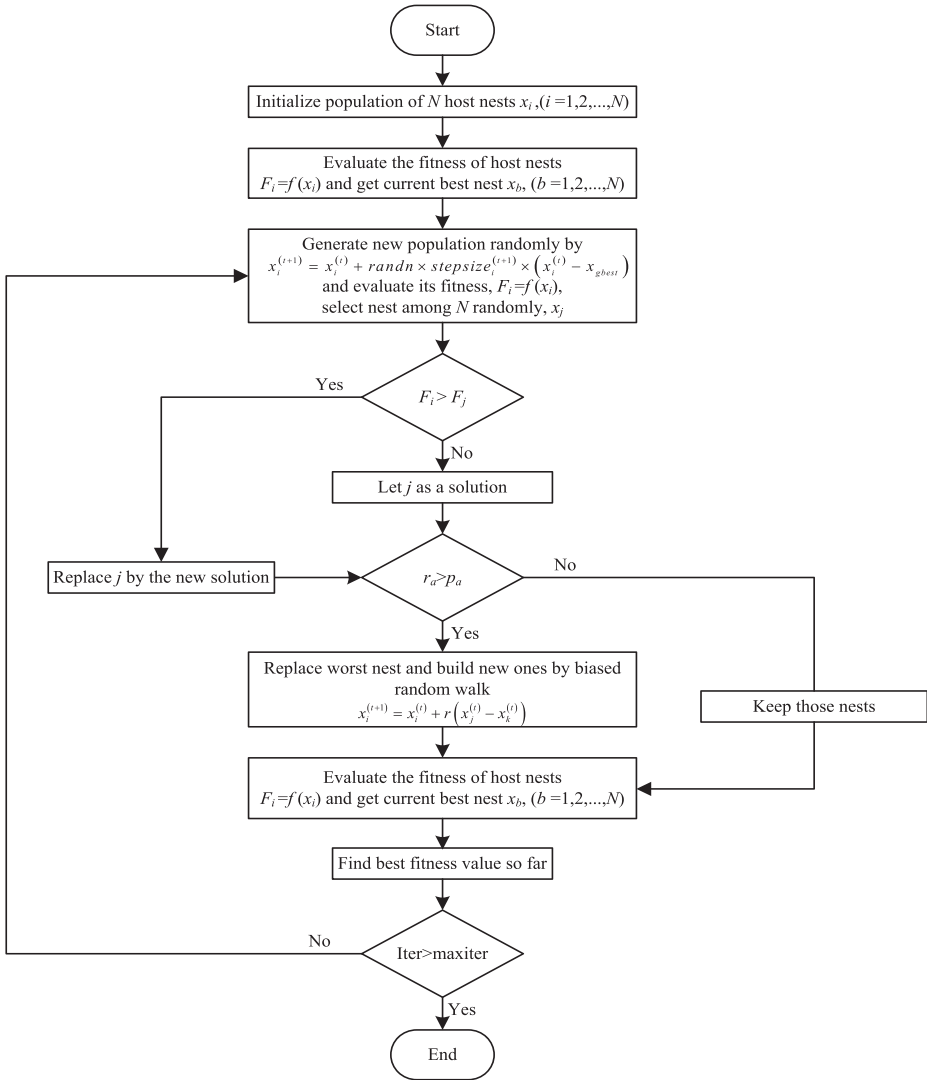 Start
Initialize population of N host nests x_i ,(i =1,2,...,N)
Evaluate the fitness of host nests
F_i=f (x_i) and get current best nest x_b, (b =1,2,...,N)
Generate new population randomly by
x_i^{(t+1)} = x_i^{(t)} + randn × stepsize_i^{(t+1)} × (x_i^{(t)} − x_{gbest})
and evaluate its fitness, F_i=f (x_i),
select nest among N randomly, x_j
Yes
F_i> F_j
No
Let j as a solution
Replace j by the new solution
r_a>p_a
No
Yes
Replace worst nest and build new ones by biased
random walk
x_i^{(t+1)} = x_i^{(t)} + r(x_j^{(t)} − x_k^{(t)})
Keep those nests
Evaluate the fitness of host nests
F_i=f (x_i) and get current best nest x_b, (b =1,2,...,N)
Find best fitness value so far
No
Iter>maxiter
Yes
End